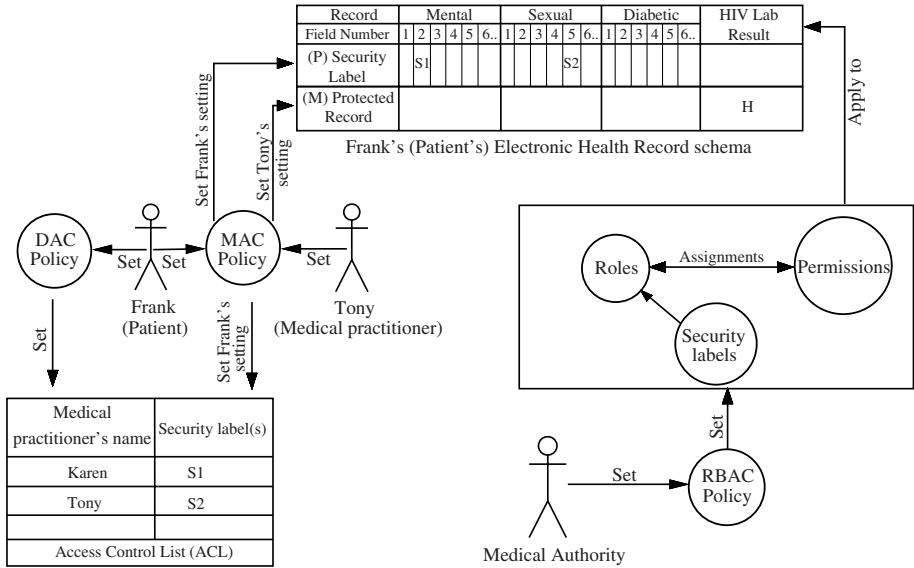 Record Mental Sexual Diabetic HIV Lab Result
Field Number 1 2 3 4 5 6.. 1 2 3 4 5 6.. 1 2 3 4 5 6..
(P) Security Label S1 S2
(M) Protected Record H
Frank's (Patient's) Electronic Health Record schema
Set Frank's setting
Set Tony's setting
Apply to
DAC Policy
Set
Set
MAC Policy
Set
Frank (Patient)
Tony (Medical practitioner)
Set
Set Frank's setting
Roles
Assignments
Permissions
Security labels
Set
Medical practitioner's name Security label(s)
Karen S1
Tony S2
Access Control List (ACL)
Set
RBAC Policy
Medical Authority